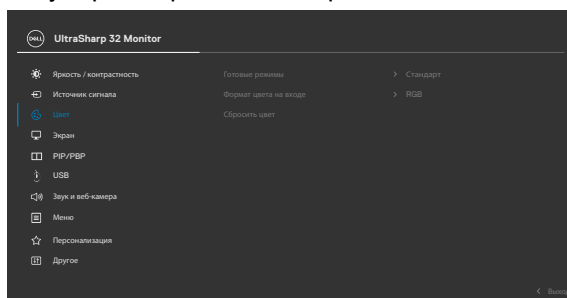 DELL UltraSharp 32 Monitor
Яркость / контрастность Готовые режимы > Стандарт
Источник сигнала Формат цвета на входе > RGB
Цвет Сбросить цвет
Экран
PIP/PBP
USB
Звук и веб-камера
Меню
Персонализация
Другое
< Выход